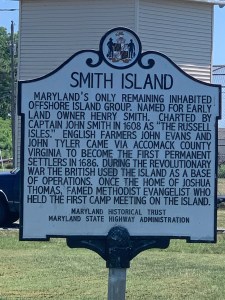 SMITH ISLAND
MARYLAND'S ONLY REMAINING INHABITED
OFFSHORE ISLAND GROUP. NAMED FOR EARLY
LAND OWNER HENRY SMITH. CHARTED BY
CAPTAIN JOHN SMITH IN 1608 AS "THE RUSSELL
ISLES." ENGLISH FARMERS JOHN EVANS AND
JOHN TYLER CAME VIA ACCOMACK COUNTY
VIRGINIA TO BECOME THE FIRST PERMANENT
SETTLERS IN 1686. DURING THE REVOLUTIONARY
WAR THE BRITISH USED THE ISLAND AS A BASE
OF OPERATIONS. ONCE THE HOME OF JOSHUA
THOMAS, FAMED METHODIST EVANGELIST WHO
HELD THE FIRST CAMP MEETING ON THE ISLAND.
MARYLAND HISTORICAL TRUST
MARYLAND STATE HIGHWAY ADMINISTRATION